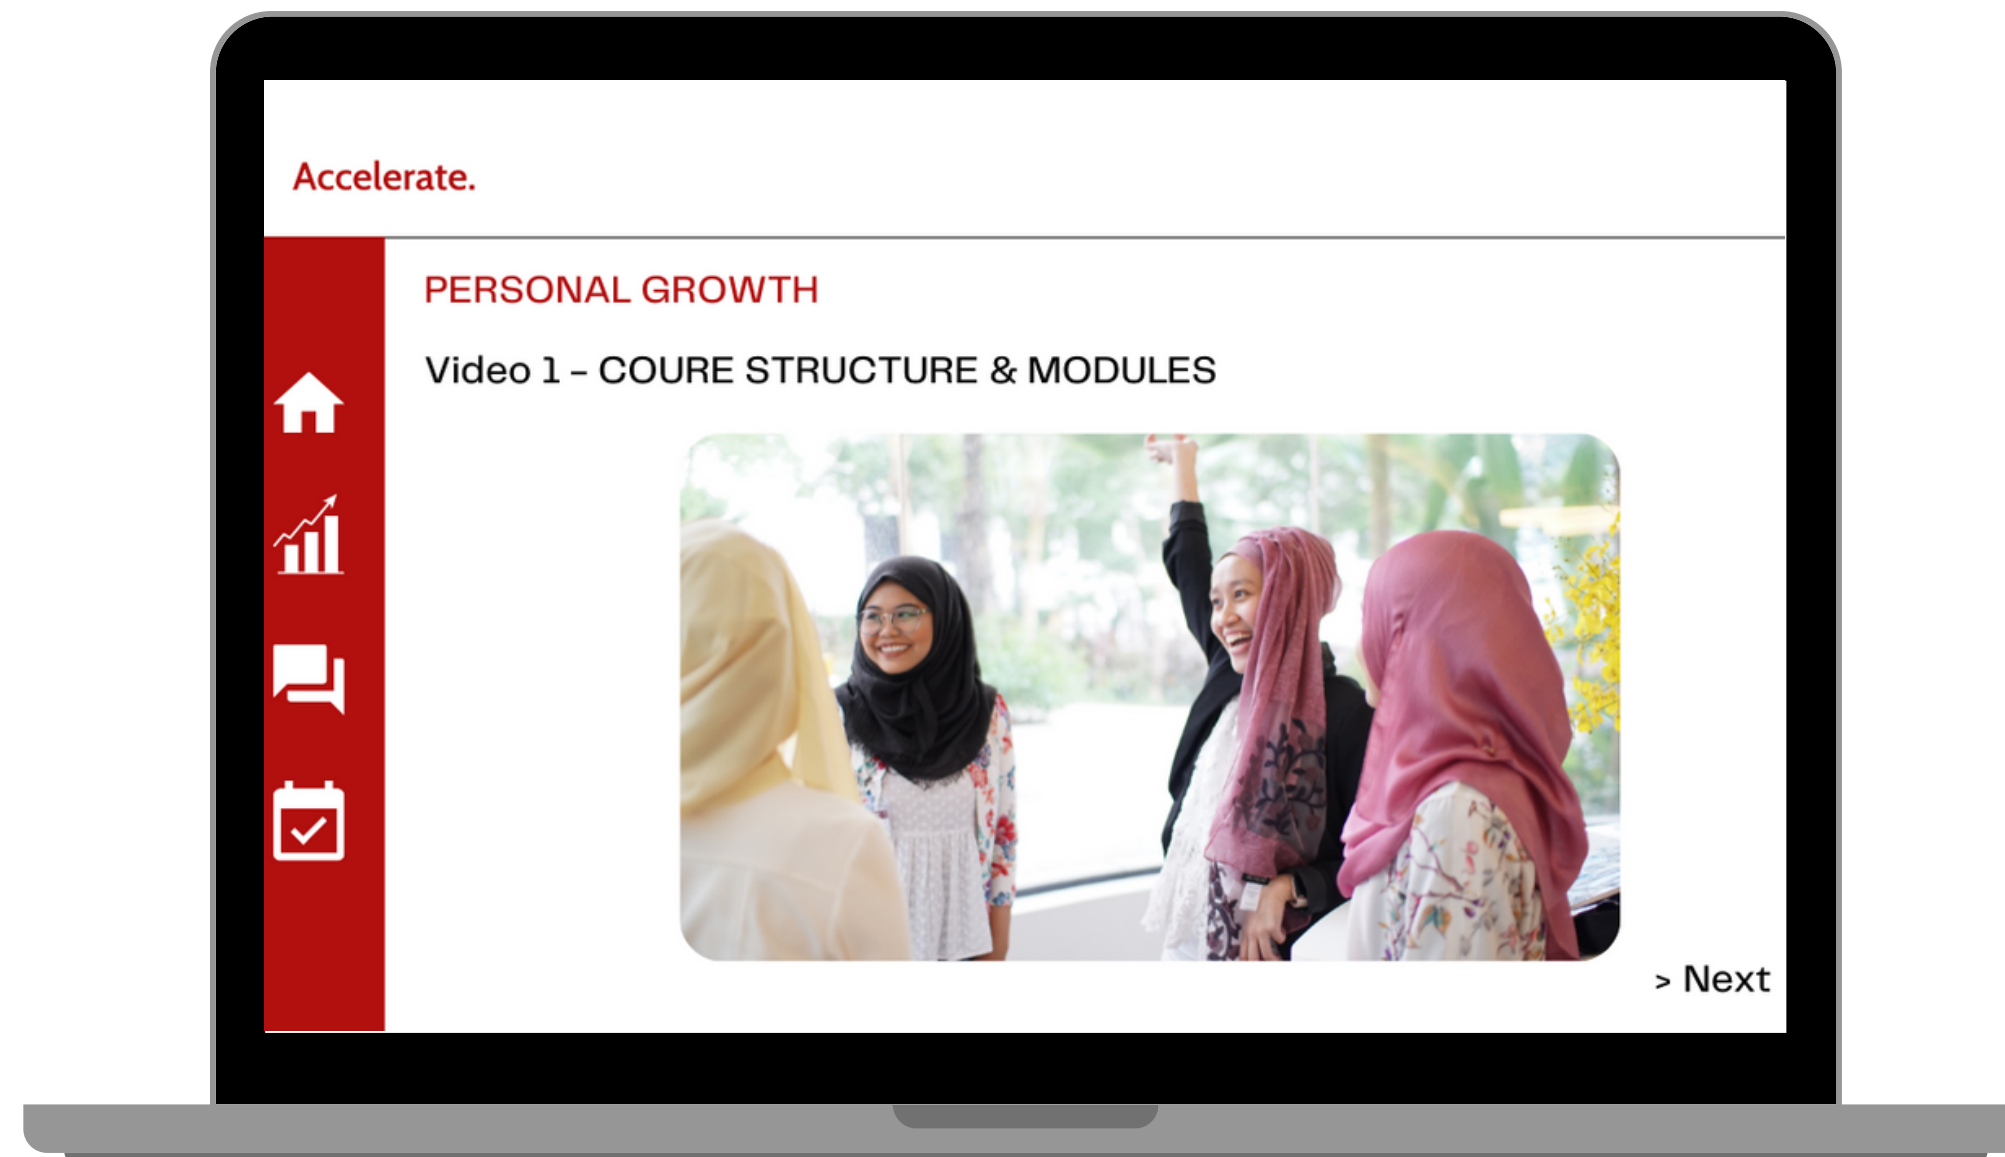 Accelerate.
PERSONAL GROWTH
Video 1 – COURE STRUCTURE & MODULES
> Next